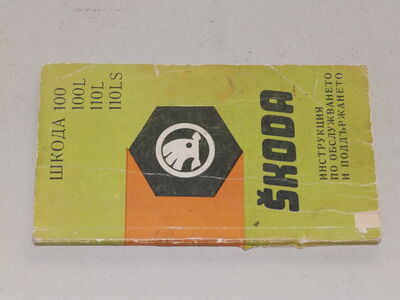 ШКОДА 100
100L
110L
110LS
ŠKODA
ИНСТРУКЦИЯ
ПО ОБСЛУЖВАНЕТО
И ПОДДЪРЖАНЕТО